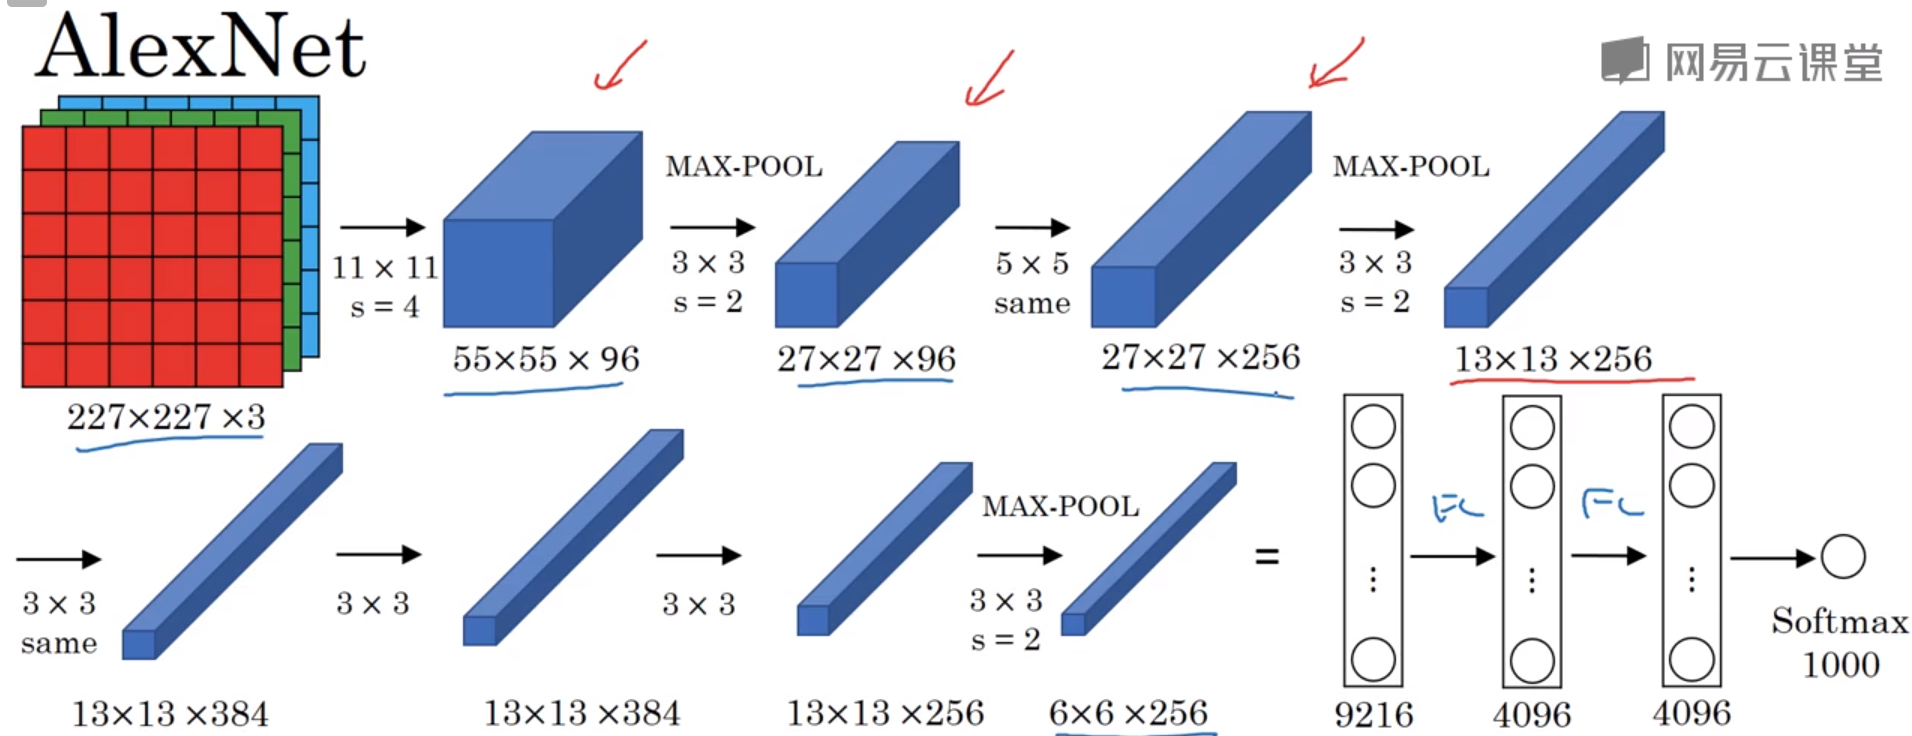 AlexNet
网易云课堂
227×227 ×3
11 × 11
s = 4
55×55 × 96
MAX-POOL
3 × 3
s = 2
27×27 ×96
5 × 5
same
27×27 ×256
MAX-POOL
3 × 3
s = 2
13×13 ×256
3 × 3
same
13×13 ×384
3 × 3
13×13 ×384
3 × 3
13×13 ×256
MAX-POOL
3 × 3
s = 2
6×6 ×256
=
9216
FC
4096
FC
4096
Softmax
1000